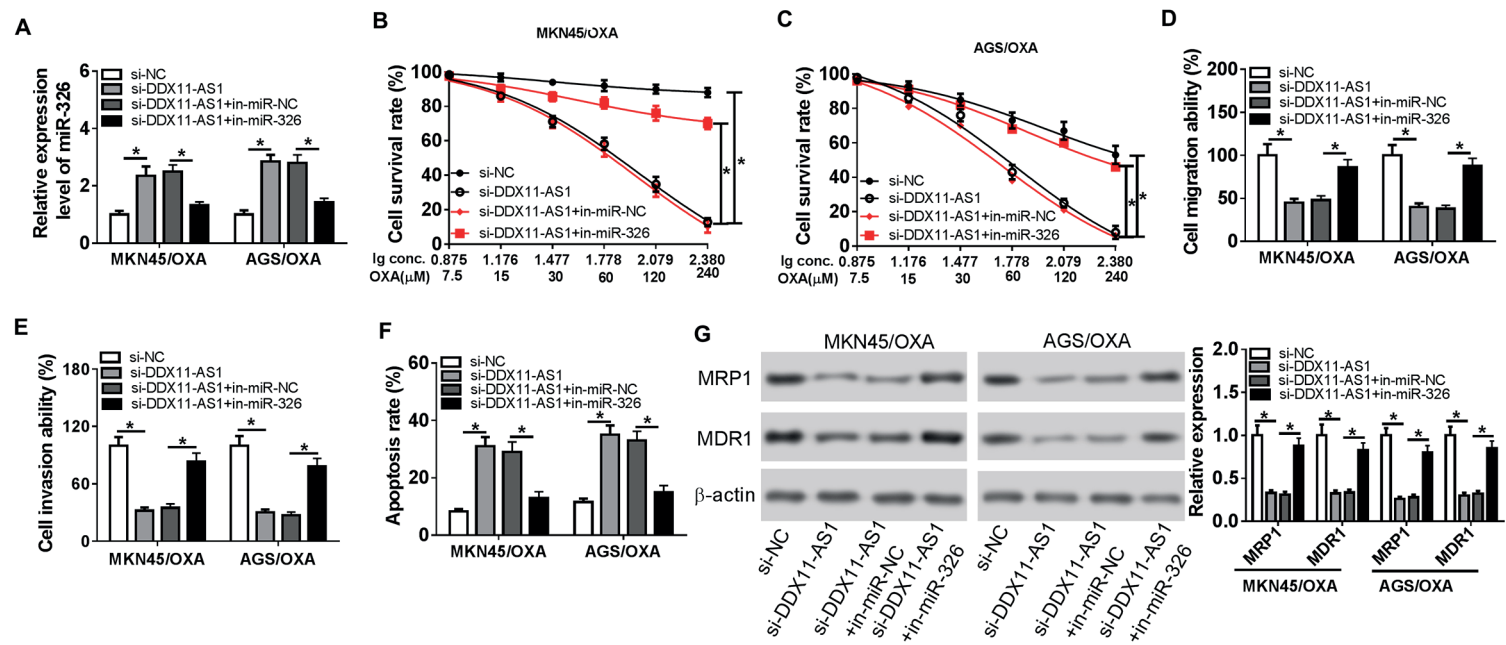 A
Relative expression
level of miR-326
6
4
2
0
si-NC
si-DDX11-AS1
si-DDX11-AS1+in-miR-NC
si-DDX11-AS1+in-miR-326
*
*
*
*
MKN45/OXA
AGS/OXA
B
MKN45/OXA
Cell survival rate (%)
100
80
60
40
20
0
si-NC
si-DDX11-AS1
si-DDX11-AS1+in-miR-NC
si-DDX11-AS1+in-miR-326
*
*
lg conc. 0.875 1.176 1.477 1.778 2.079 2.380
OXA(μM) 7.5 15 30 60 120 240
C
AGS/OXA
Cell survival rate (%)
100
80
60
40
20
0
si-NC
si-DDX11-AS1
si-DDX11-AS1+in-miR-NC
si-DDX11-AS1+in-miR-326
*
*
lg conc. 0.875 1.176 1.477 1.778 2.079 2.380
OXA(μM) 7.5 15 30 60 120 240
D
Cell migration ability (%)
200
150
100
50
0
si-NC
si-DDX11-AS1
si-DDX11-AS1+in-miR-NC
si-DDX11-AS1+in-miR-326
*
*
*
*
MKN45/OXA
AGS/OXA
E
Cell invasion ability (%)
180
120
60
0
si-NC
si-DDX11-AS1
si-DDX11-AS1+in-miR-NC
si-DDX11-AS1+in-miR-326
*
*
*
*
MKN45/OXA
AGS/OXA
F
Apoptosis rate (%)
60
40
20
0
si-NC
si-DDX11-AS1
si-DDX11-AS1+in-miR-NC
si-DDX11-AS1+in-miR-326
*
*
*
*
MKN45/OXA
AGS/OXA
G
MKN45/OXA
AGS/OXA
MRP1
MDR1
β-actin
si-NC
si-DDX11-AS1
si-DDX11-AS1
+in-miR-NC
si-DDX11-AS1
+in-miR-326
si-NC
si-DDX11-AS1
si-DDX11-AS1
+in-miR-NC
si-DDX11-AS1
+in-miR-326
Relative expression
2.0
1.5
1.0
0.5
0.0
si-NC
si-DDX11-AS1
si-DDX11-AS1+in-miR-NC
si-DDX11-AS1+in-miR-326
*
*
*
*
*
*
*
*
MRP1
MDR1
MRP1
MDR1
MKN45/OXA
AGS/OXA